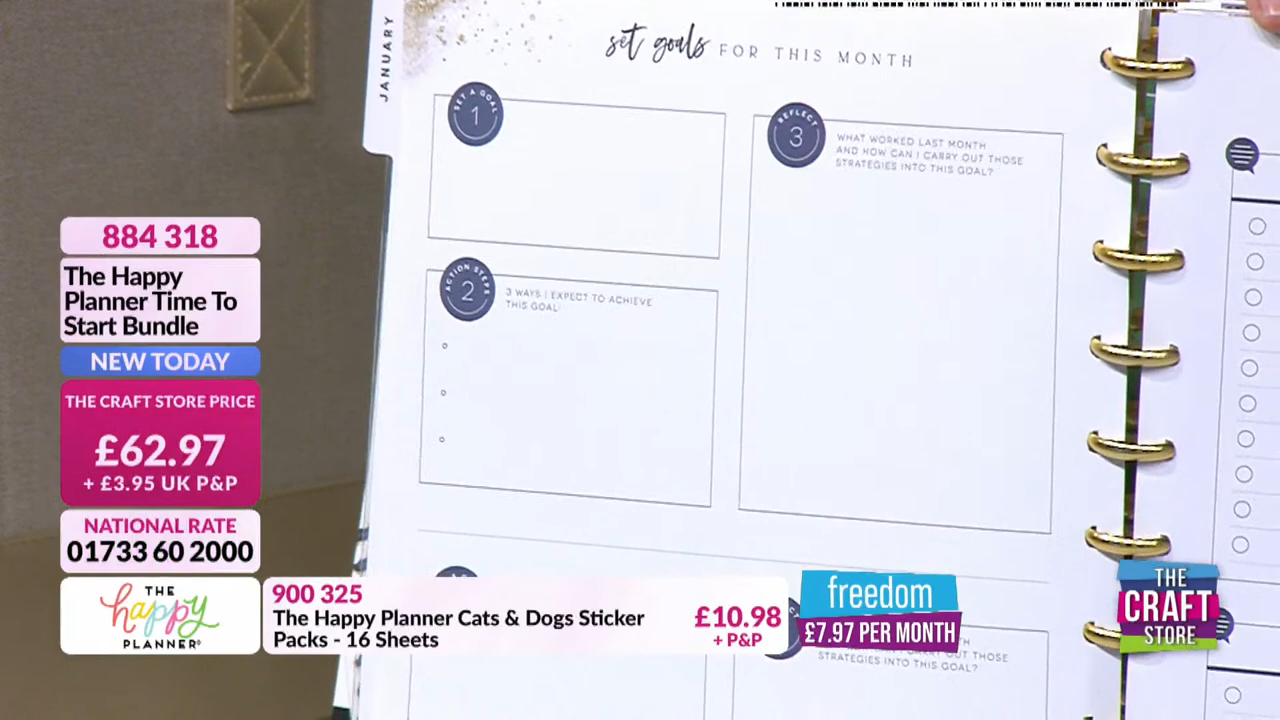 JANUARY
set goals FOR THIS MONTH
SET A GOAL
1
REFLECT
3
WHAT WORKED LAST MONTH
AND HOW CAN I CARRY OUT THOSE
STRATEGIES INTO THIS GOAL?
ACTION STEPS
2
3 WAYS I EXPECT TO ACHIEVE
THIS GOAL:
884 318
The Happy
Planner Time To
Start Bundle
NEW TODAY
THE CRAFT STORE PRICE
£62.97
+ £3.95 UK P&P
NATIONAL RATE
01733 60 2000
THE
happy
PLANNER®
900 325
The Happy Planner Cats & Dogs Sticker
Packs - 16 Sheets
£10.98
+ P&P
freedom
£7.97 PER MONTH
THE
CRAFT
STORE
CARRY OUT THOSE
STRATEGIES INTO THIS GOAL?